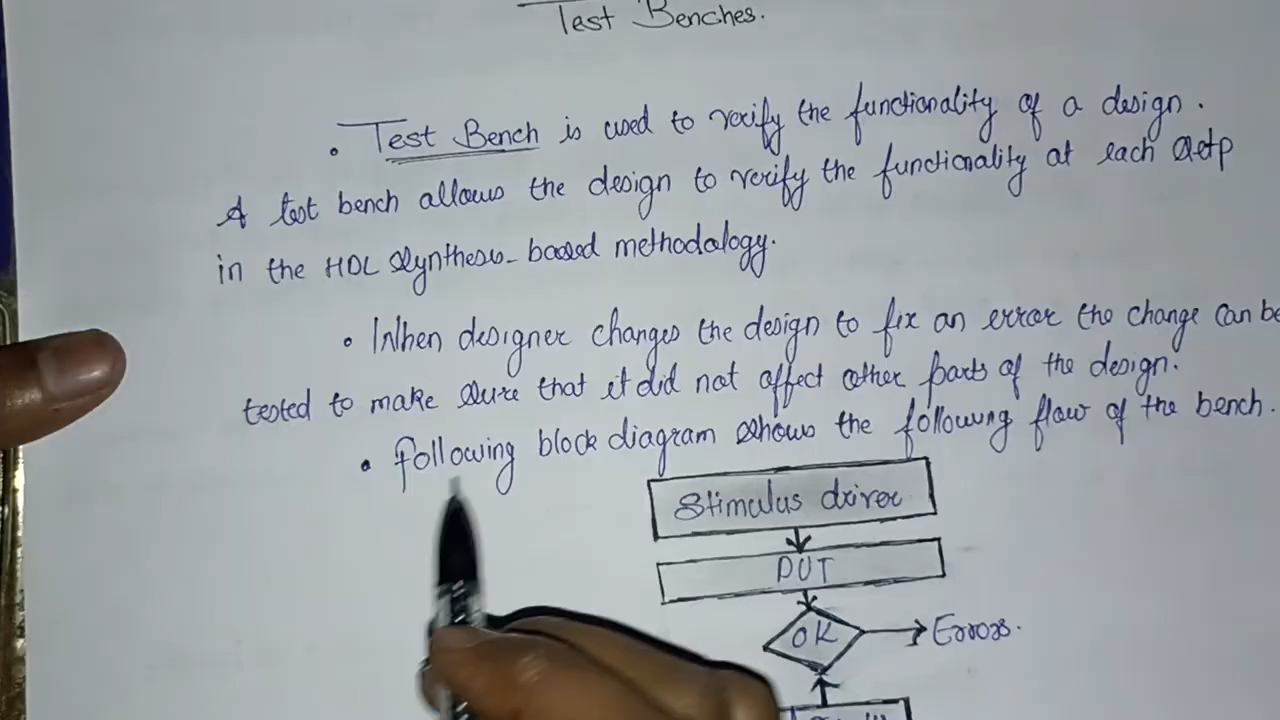 Test Benches.
• Test Bench is used to verify the functionality of a design.
A test bench allows the design to verify the functionality at each setp
in the HDL synthesis-based methodalogy.
• When designer changes the design to fix an error the change can be
tested to make sure that it did not affect other parts of the design.
• following block diagram shows the following flow of the bench.
Stimulus driver
DUT
OK
Errors.